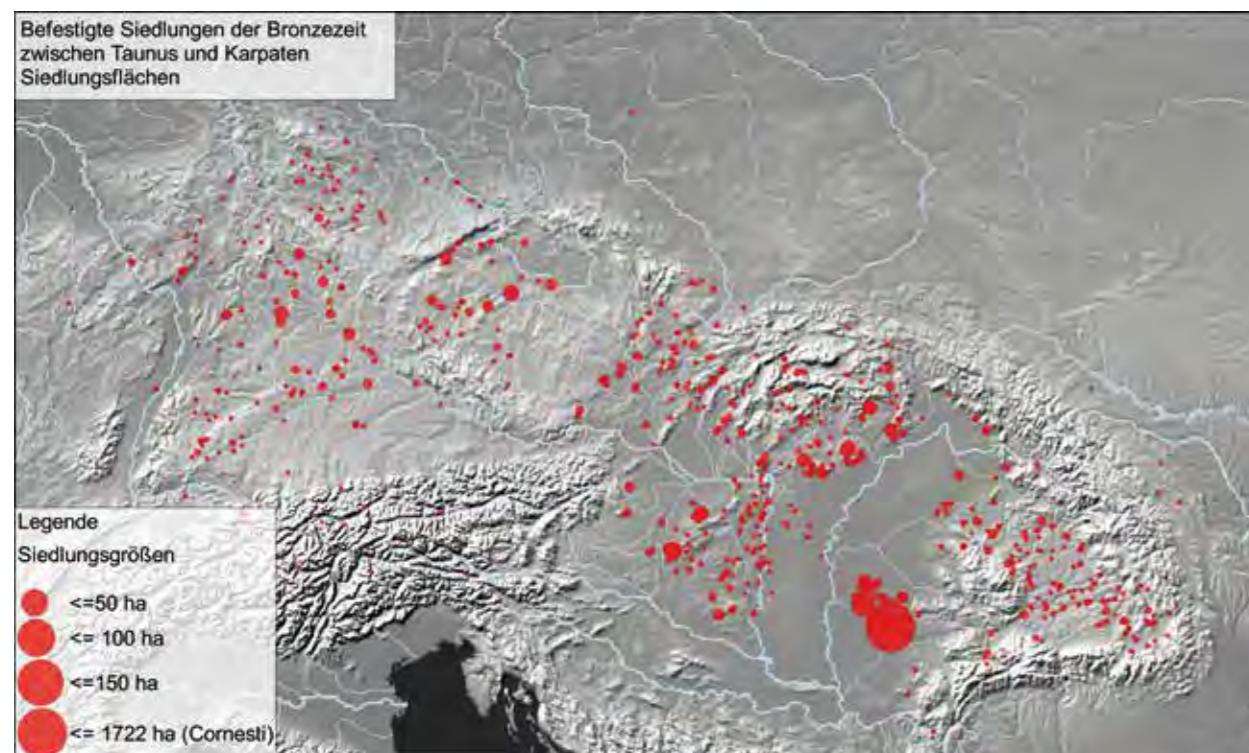 Befestigte Siedlungen der Bronzezeit
zwischen Taunus und Karpaten
Siedlungsflächen
Legende
Siedlungsgrößen
<=50 ha
<= 100 ha
<=150 ha
<= 1722 ha (Cornesti)